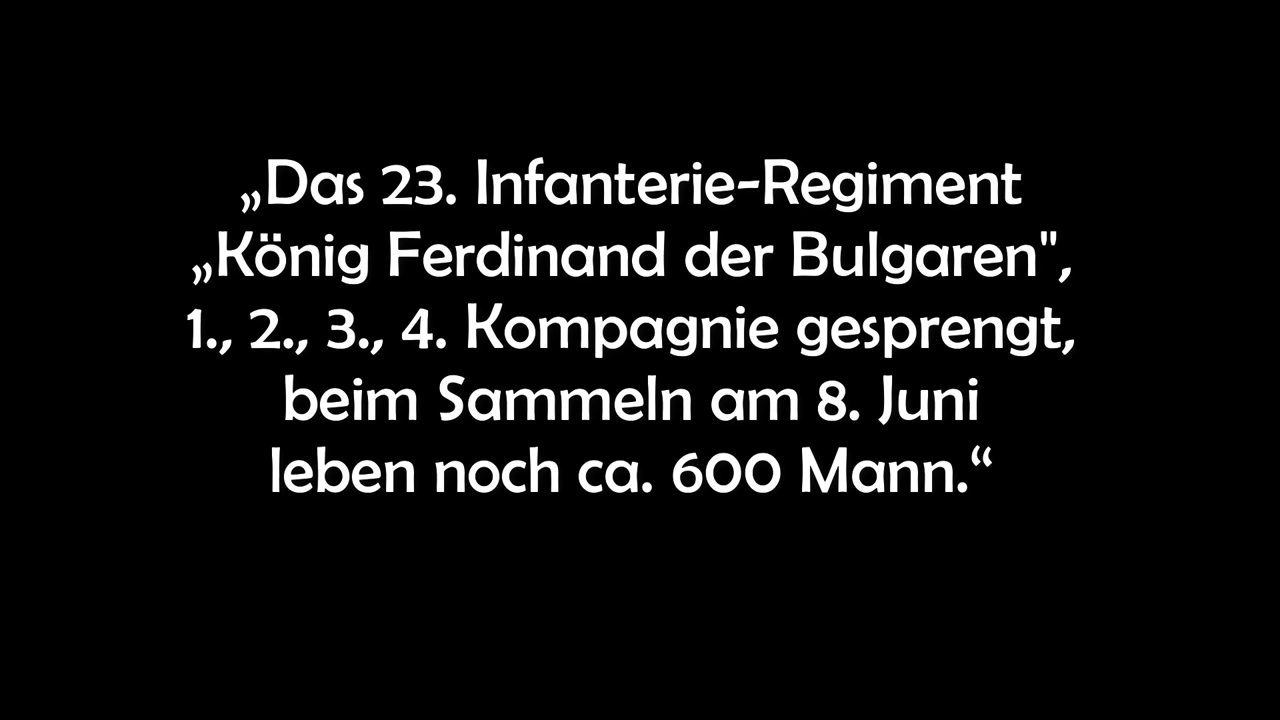 „Das 23. Infanterie-Regiment
„König Ferdinand der Bulgaren",
1., 2., 3., 4. Kompagnie gesprengt,
beim Sammeln am 8. Juni
leben noch ca. 600 Mann.“